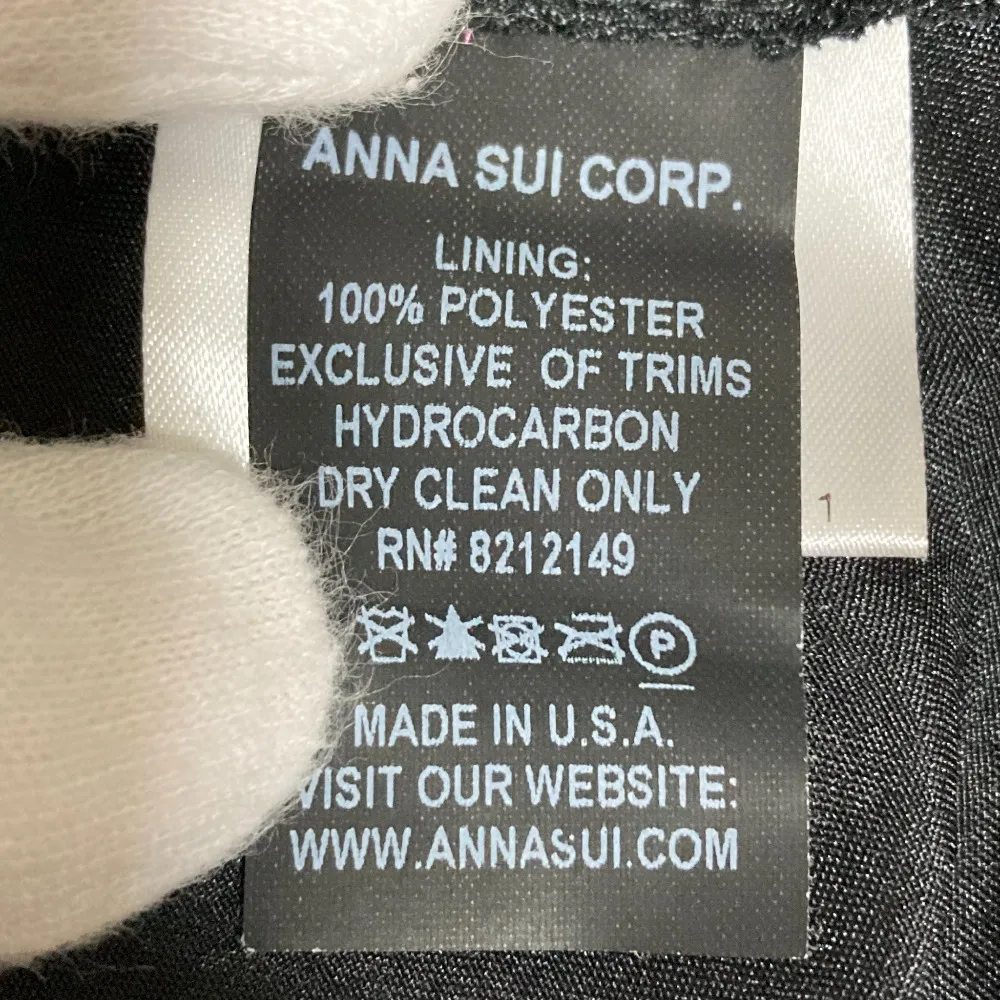 ANNA SUI CORP.
LINING:
100% POLYESTER
EXCLUSIVE OF TRIMS
HYDROCARBON
DRY CLEAN ONLY
RN# 8212149
P
MADE IN U.S.A.
VISIT OUR WEBSITE:
WWW.ANNASUI.COM
1